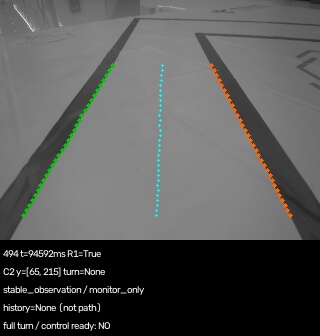 494 t=94592ms R1=True
C2 y=[65, 215] turn=None
stable_observation / monitor_only
history=None (not path)
full turn / control ready: NO